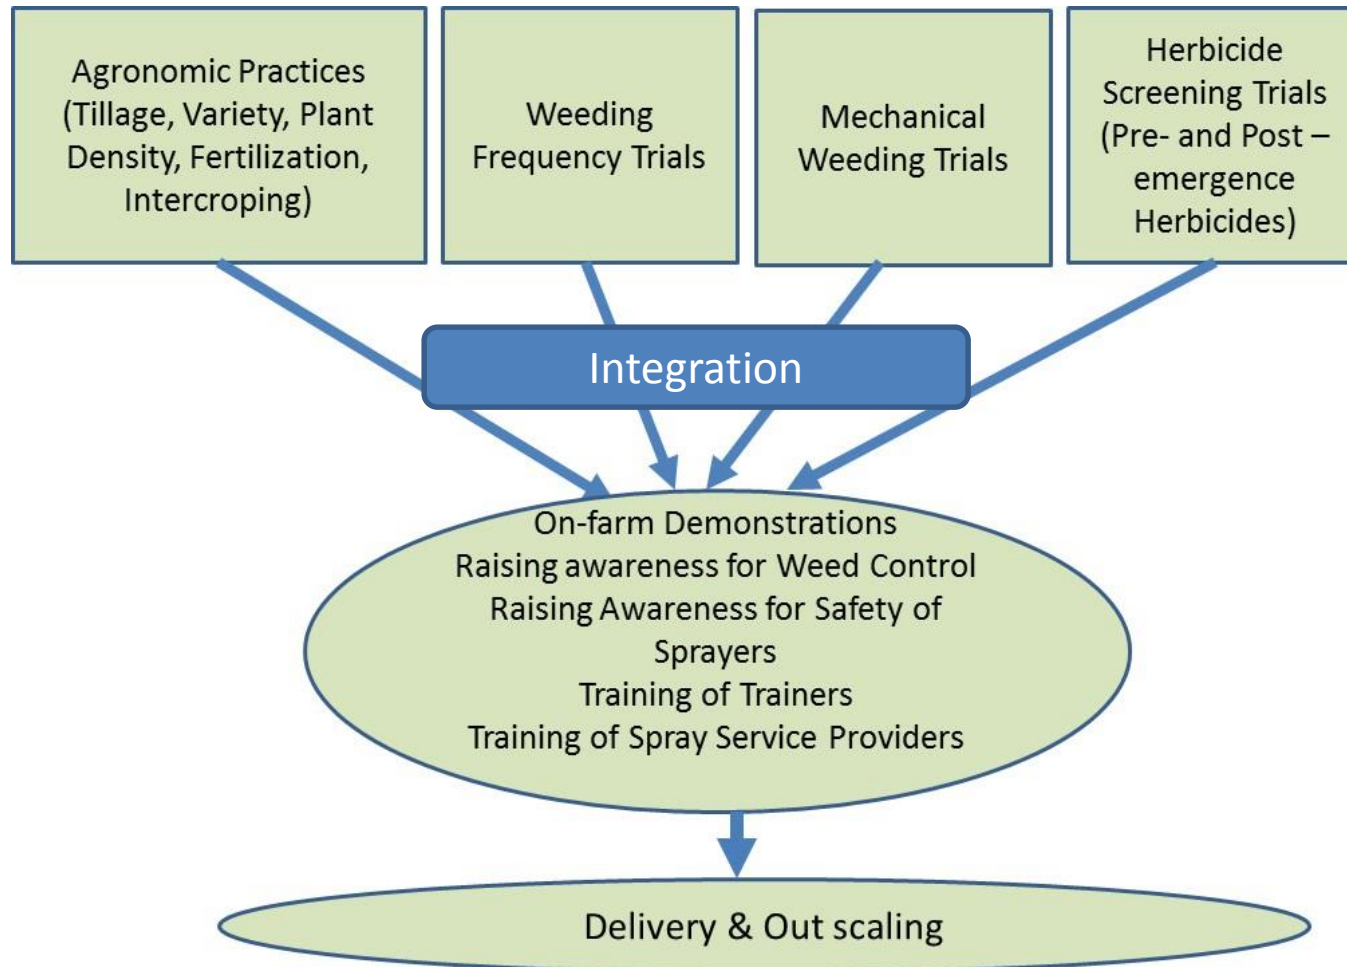 Agronomic Practices
(Tillage, Variety, Plant
Density, Fertilization,
Intercroping)
Weeding
Frequency Trials
Mechanical
Weeding Trials
Herbicide
Screening Trials
(Pre- and Post –
emergence
Herbicides)
Integration
On-farm Demonstrations
Raising awareness for Weed Control
Raising Awareness for Safety of
Sprayers
Training of Trainers
Training of Spray Service Providers
Delivery & Out scaling